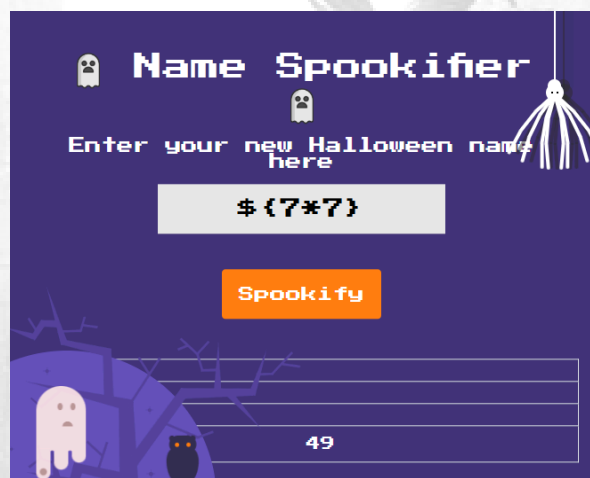 Name Spookifier
Enter your new Halloween name
here
${7*7}
Spookify
49